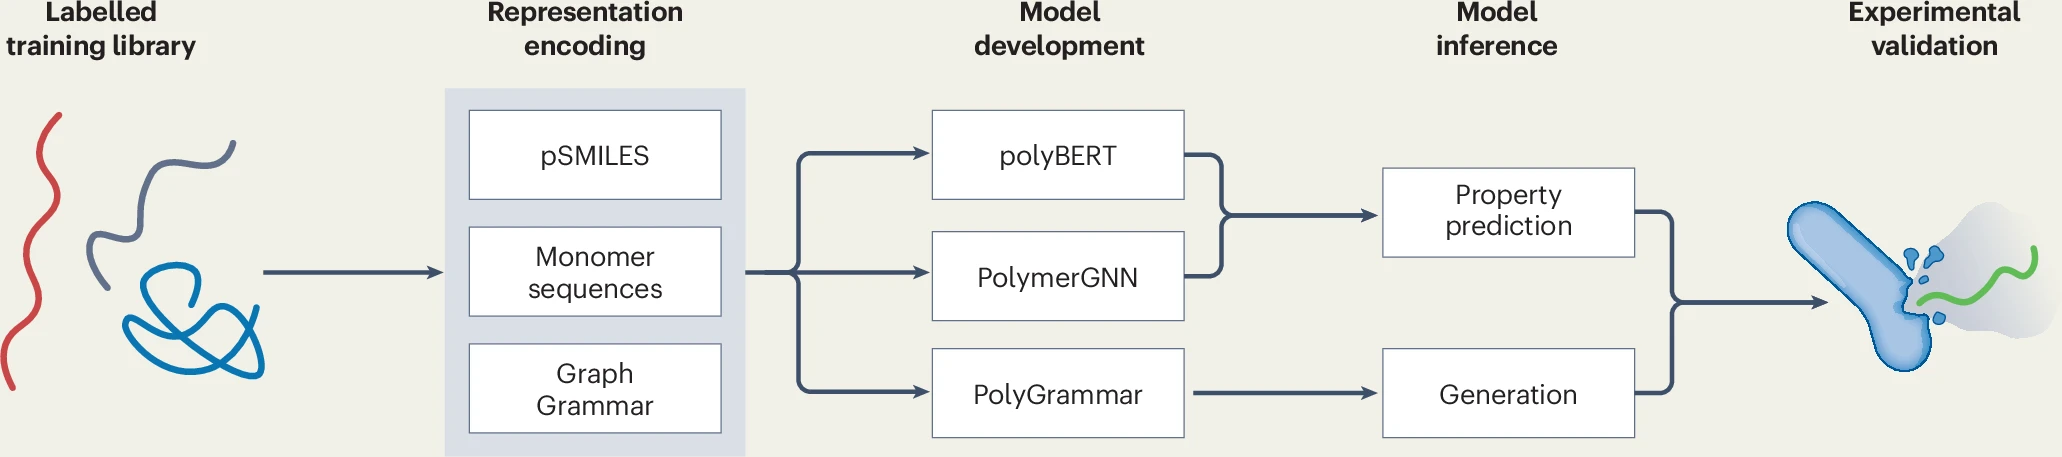 Labelled
training library
Representation
encoding
Model
development
Model
inference
Experimental
validation
pSMILES
Monomer
sequences
Graph
Grammar
polyBERT
PolymerGNN
PolyGrammar
Property
prediction
Generation